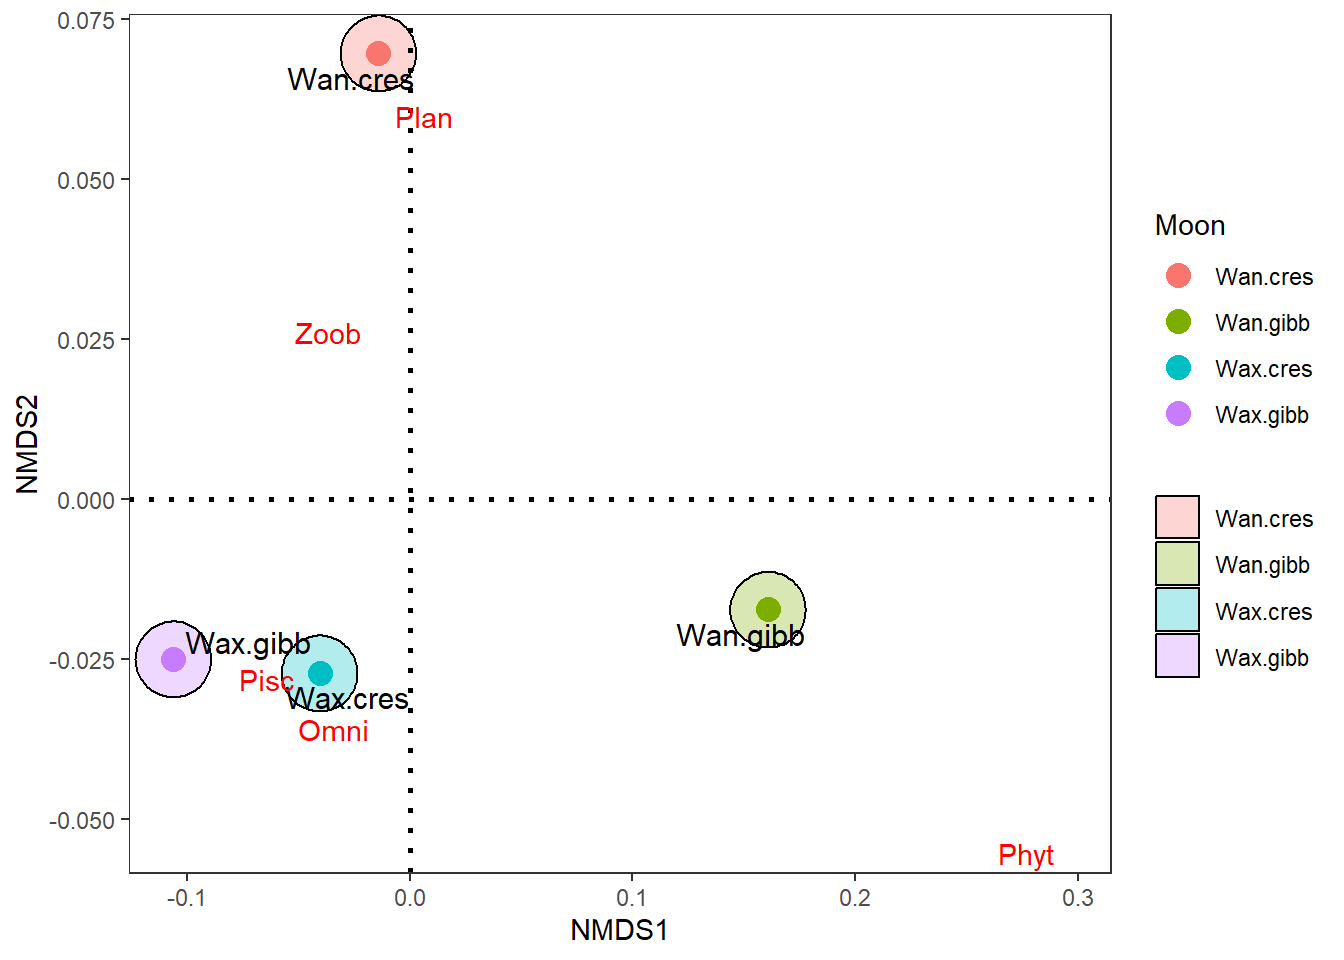 0.075
Wan.cres
Plan
0.050
Moon
Wan.cres
Wan.gibb
0.025
Zoob
Wax.cres
Wax.gibb
NMDS2
0.000
Wan.cres
Wan.gibb
Wax.cres
Wax.gibb
Wan.gibb
Wax.gibb
-0.025
Pisc
Wax.cres
Omni
-0.050
Phyt
-0.1
0.0
0.1
0.2
0.3
NMDS1